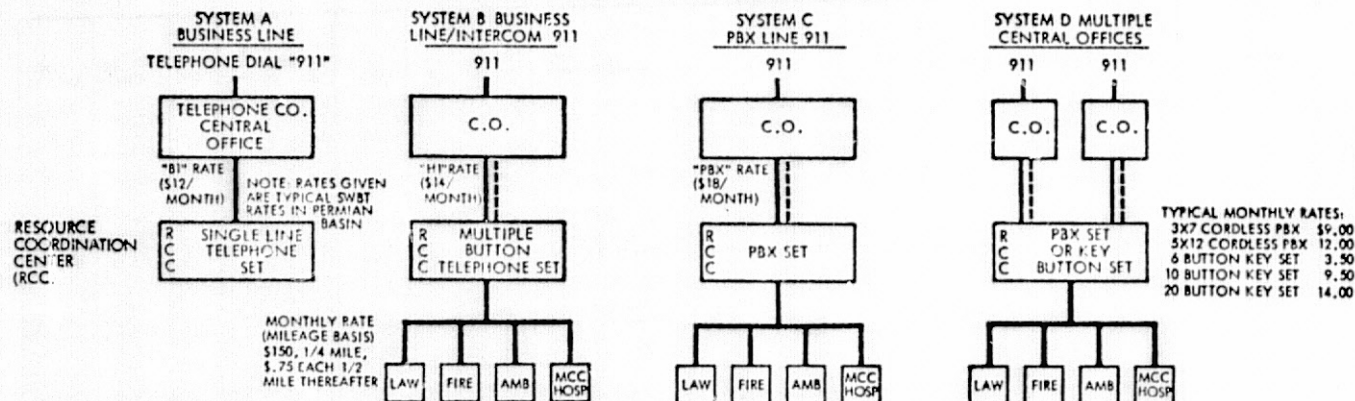 SYSTEM A
BUSINESS LINE
TELEPHONE DIAL "911"
TELEPHONE CO.
CENTRAL
OFFICE
"B1" RATE
($12/
MONTH)
NOTE: RATES GIVEN
ARE TYPICAL SWBT
RATES IN PERMIAN
BASIN
RESOURCE
COORDINATION
CENTER
(RCC.
RCC
SINGLE LINE
TELEPHONE
SET
SYSTEM B BUSINESS
LINE/INTERCOM 911
911
C.O.
"H1" RATE
($14/
MONTH)
RCC
MULTIPLE
BUTTON
TELEPHONE SET
MONTHLY RATE
(MILEAGE BASIS)
$150, 1/4 MILE,
$.75 EACH 1/2
MILE THEREAFTER
LAW
FIRE
AMB
MCC
HOSP
SYSTEM C
PBX LINE 911
911
C.O.
"PBX" RATE
($18/
MONTH)
RCC
PBX SET
LAW
FIRE
AMB
MCC
HOSP
SYSTEM D MULTIPLE
CENTRAL OFFICES
911 911
C.O. C.O.
RCC
PBX SET
OR KEY
BUTTON SET
LAW
FIRE
AMB
MCC
HOSP
TYPICAL MONTHLY RATES:
3X7 CORDLESS PBX $9.00
5X12 CORDLESS PBX 12.00
6 BUTTON KEY SET 3.50
10 BUTTON KEY SET 9.50
20 BUTTON KEY SET 14.00